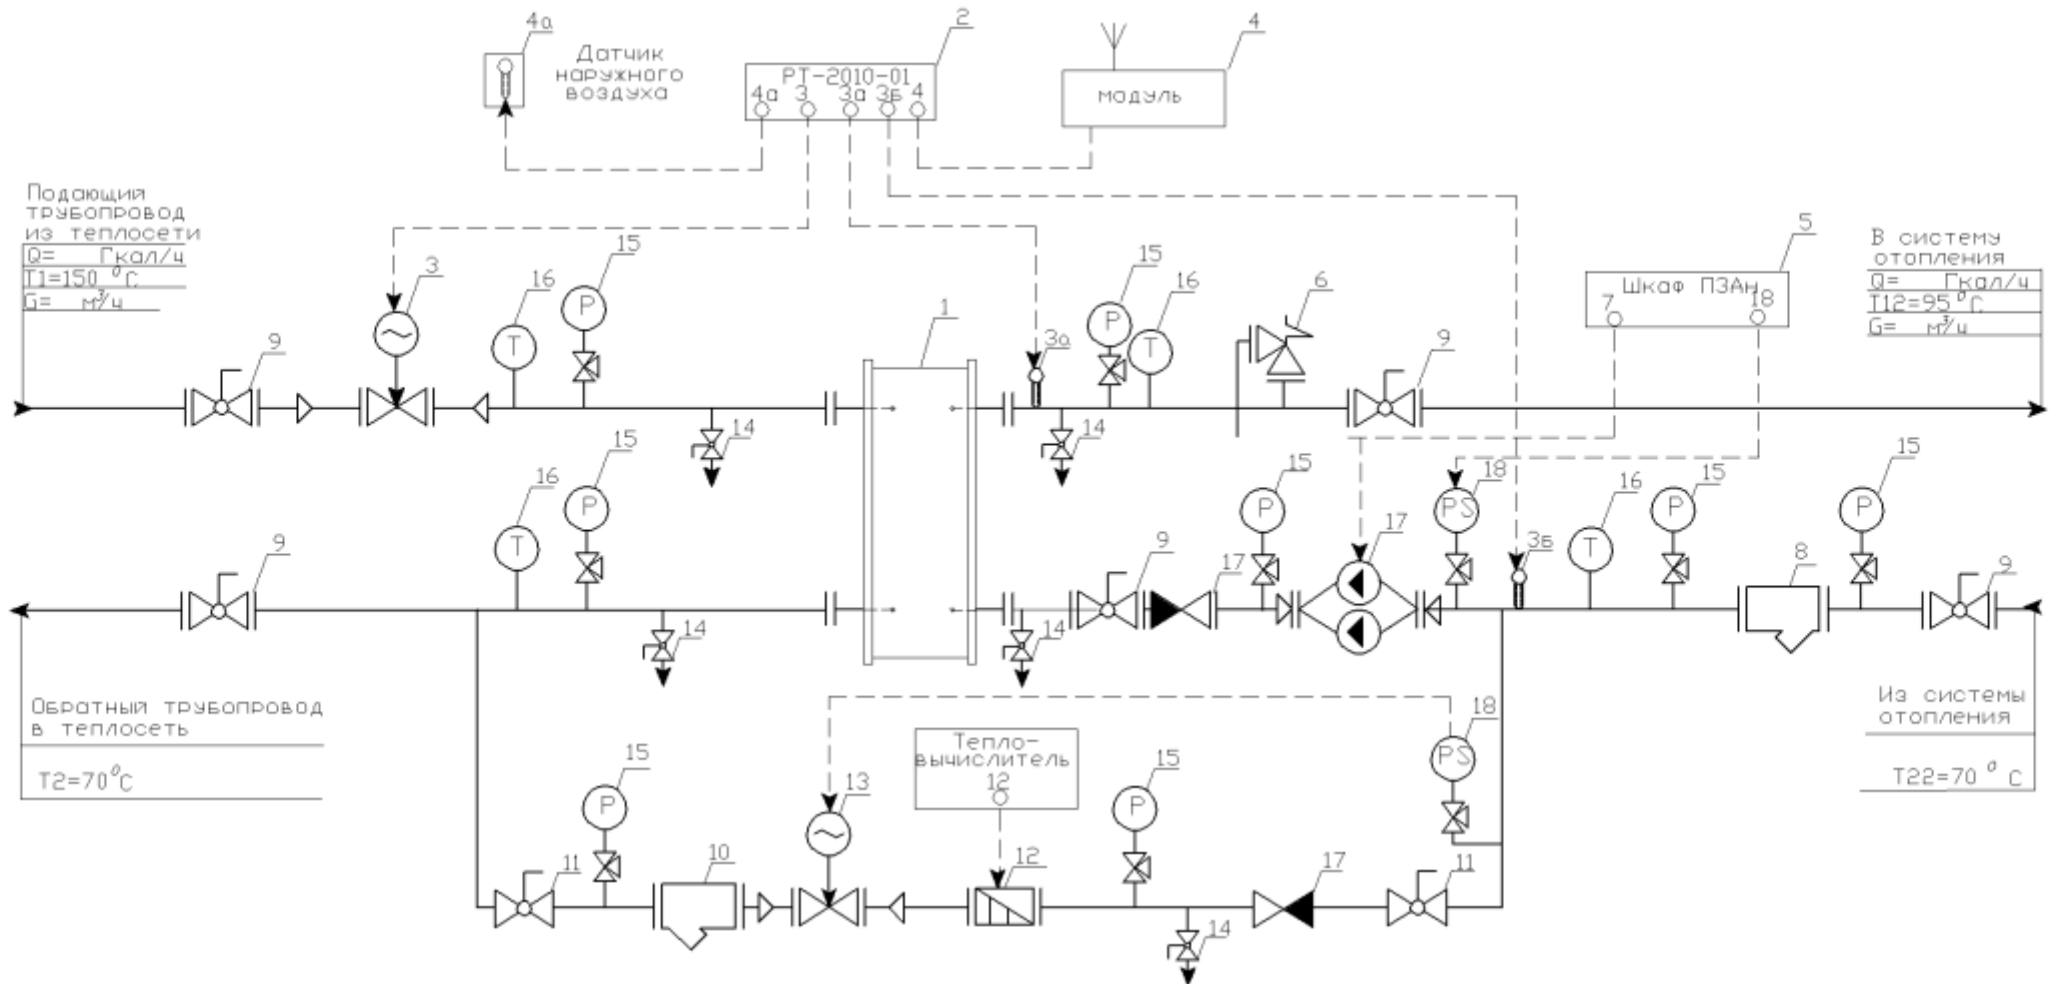 4а
Датчик
наружного
воздуха
2
РТ-2010-01
4а 3 3а 3б 4
4
модуль
Подающий
трубопровод
из теплосети
Q= Гкал/ч
Т1=150 °С
G= м³/ч
9
3
16
15
1
14
3а
15
16
6
14
9
5
Шкаф ПЗАн
7 18
В систему
отопления
Q= Гкал/ч
Т12=95 °С
G= м³/ч
T
P
P
T
9
16
15
14
T
P
14
9
17
15
17
18
3б
16
15
8
15
9
P
PS
T
P
P
Обратный трубопровод
в теплосеть
Т2=70 °С
Из системы
отопления
Т22=70 ° С
11
15
10
13
Тепло-
вычислитель
12
12
15
14
17
18
11
P
P
PS